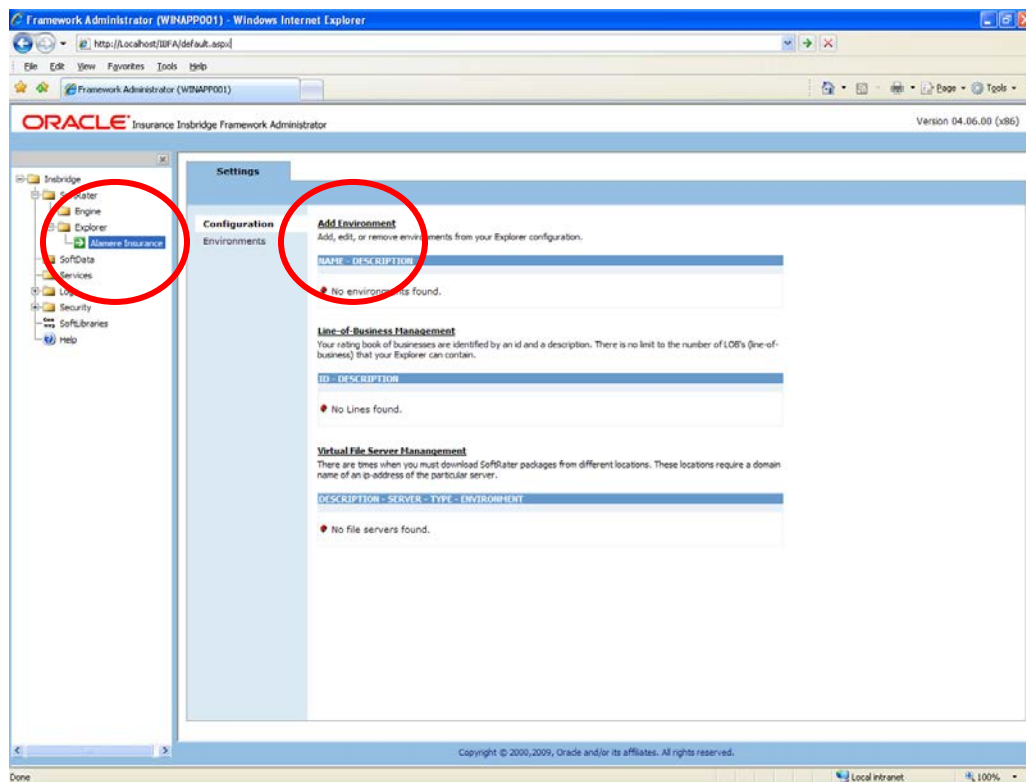 Framework Administrator (WINAPP001) - Windows Internet Explorer
http://localhost/IBFA/default.aspx
File Edit View Favorites Tools Help
Framework Administrator (WINAPP001)
Page Tools
ORACLE Insurance Insbridge Framework Administrator
Version 04.06.00 (x86)
Insbridge
SoftRater
Engine
Explorer
Alamere Insurance
SoftData
Services
Security
SoftLibraries
Help
Settings
Configuration
Environments
Add Environment
Add, edit, or remove environments from your Explorer configuration.
NAME - DESCRIPTION
No environments found.
Line-of-Business Management
Your rating book of businesses are identified by an id and a description. There is no limit to the number of LOB's (line-of-
business) that your Explorer can contain.
ID - DESCRIPTION
No Lines found.
Virtual File Server Manangement
There are times when you must download SoftRater packages from different locations. These locations require a domain
name of an ip-address of the particular server.
DESCRIPTION - SERVER - TYPE - ENVIRONMENT
No file servers found.
Copyright © 2000,2009, Oracle and/or its affiliates. All rights reserved.
Done
Local intranet
100%